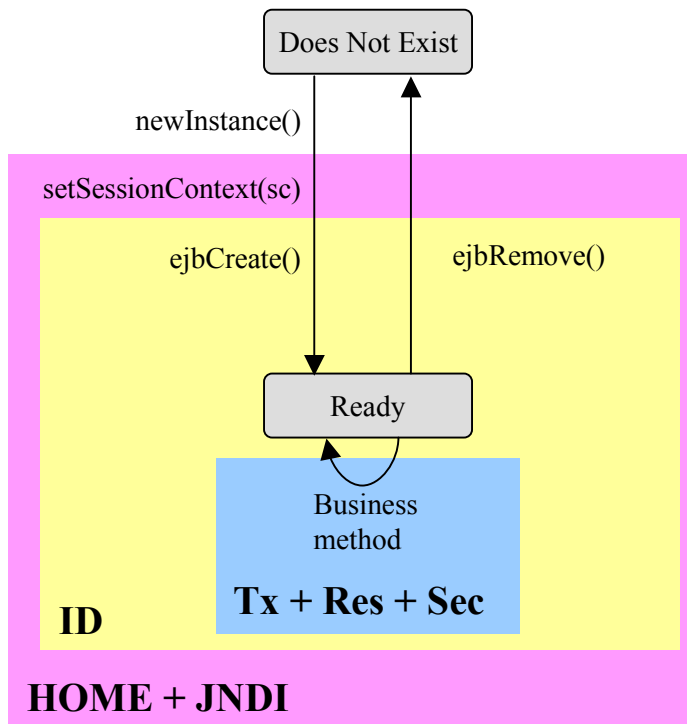 Does Not Exist
newInstance()
setSessionContext(sc)
ejbCreate()
ejbRemove()
Ready
Business
method
Tx + Res + Sec
ID
HOME + JNDI